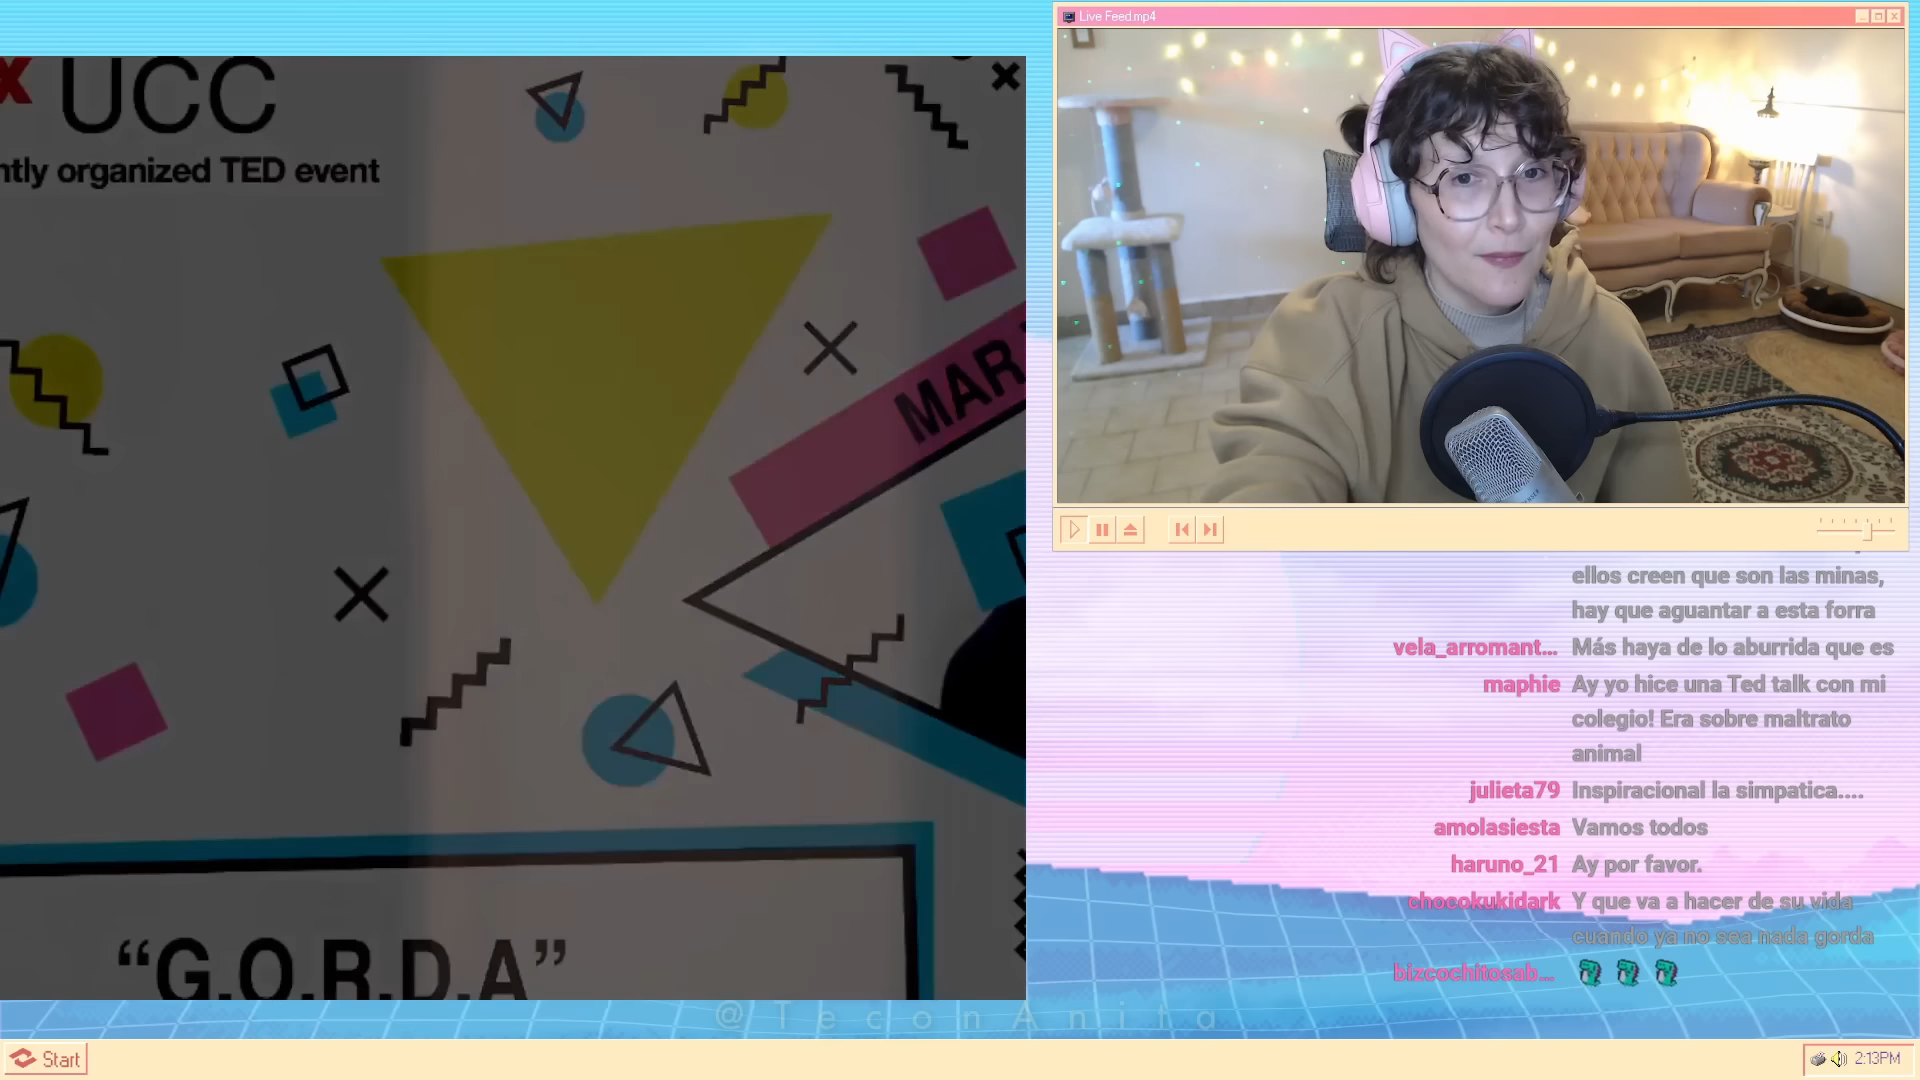 x UCC
ntly organized TED event
MAR
“G.O.R.D.A”
Live Feed.mp4
ellos creen que son las minas,
hay que aguantar a esta forra
vela_arromant... Más haya de lo aburrida que es
maphie Ay yo hice una Ted talk con mi
colegio! Era sobre maltrato
animal
julieta79 Inspiracional la simpatica....
amolasiesta Vamos todos
haruno_21 Ay por favor.
chocokukidark Y que va a hacer de su vida
cuando ya no sea nada gorda
bizcochitosab...
@TeconAnita
Start
2:13PM